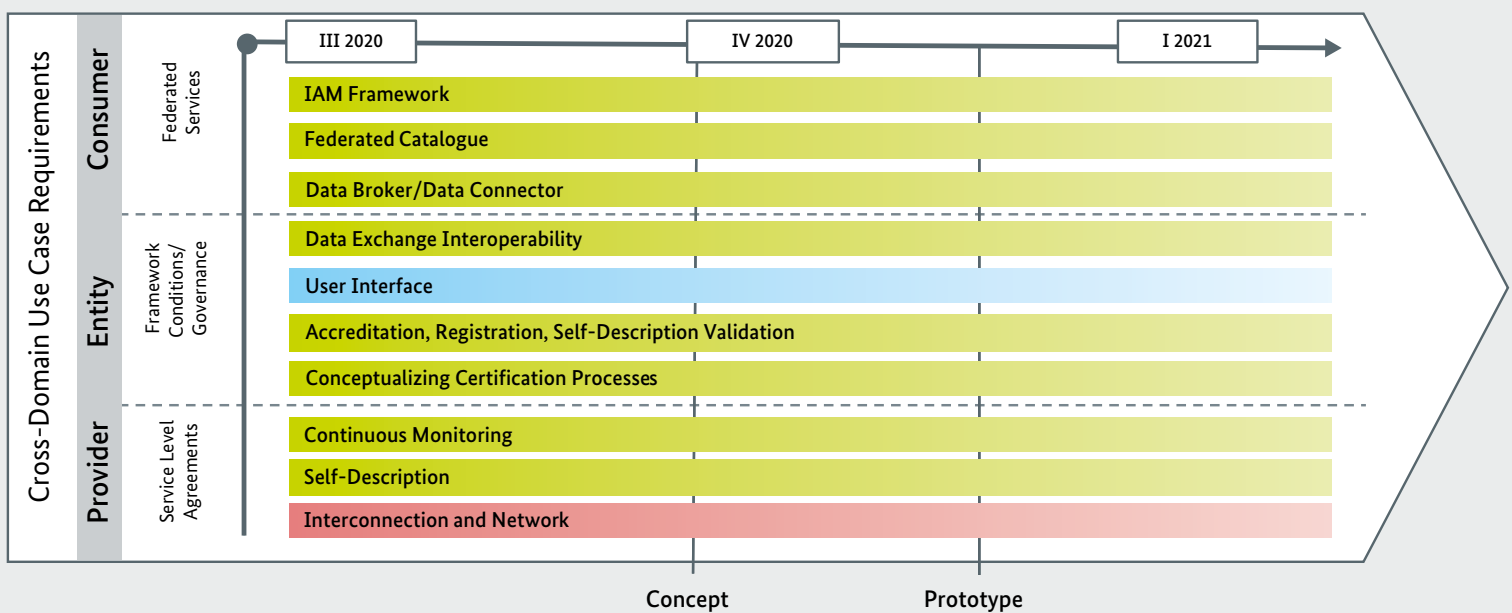 Cross-Domain Use Case Requirements
III 2020
IV 2020
I 2021
Consumer
Federated
Services
IAM Framework
Federated Catalogue
Data Broker/Data Connector
Entity
Framework
Conditions/
Governance
Data Exchange Interoperability
User Interface
Accreditation, Registration, Self-Description Validation
Conceptualizing Certification Processes
Provider
Service Level
Agreements
Continuous Monitoring
Self-Description
Interconnection and Network
Concept
Prototype